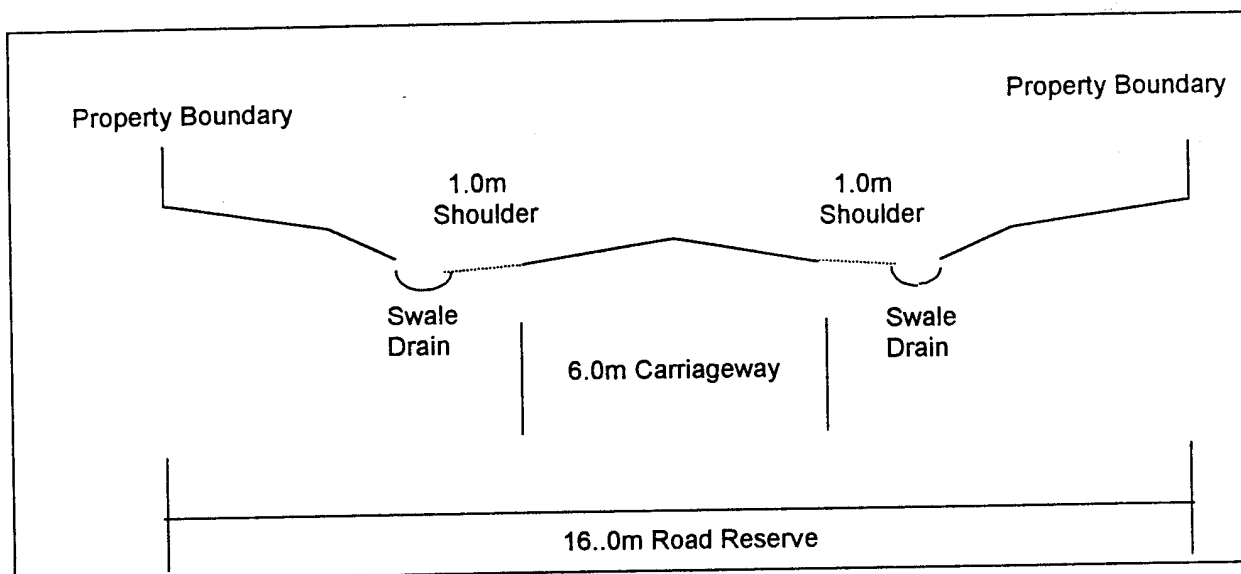 Property Boundary
Property Boundary
1.0m
Shoulder
1.0m
Shoulder
Swale
Drain
Swale
Drain
6.0m Carriageway
16..0m Road Reserve